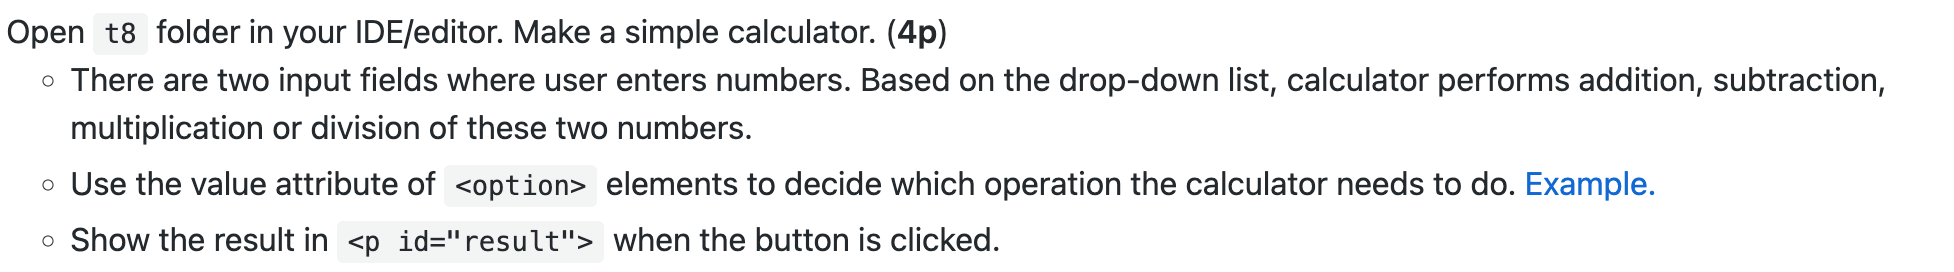 Open t8 folder in your IDE/editor. Make a simple calculator. (4p)
There are two input fields where user enters numbers. Based on the drop-down list, calculator performs addition, subtraction,
multiplication or division of these two numbers.
Use the value attribute of <option> elements to decide which operation the calculator needs to do. Example.
Show the result in <p id="result"> when the button is clicked.